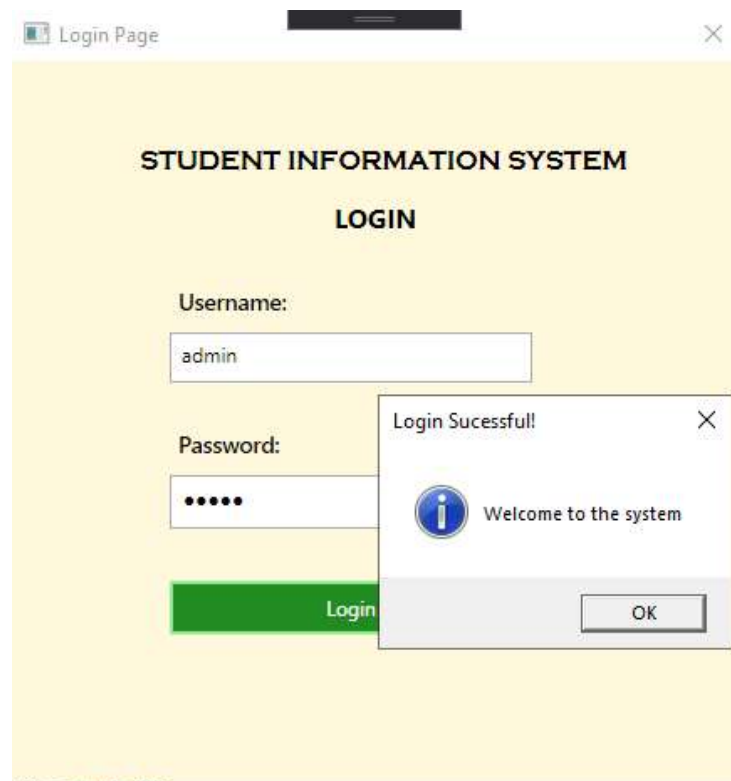 Login Page
STUDENT INFORMATION SYSTEM
LOGIN
Username:
admin
Password:
•••••
Login Sucessful!
Welcome to the system
OK
Login